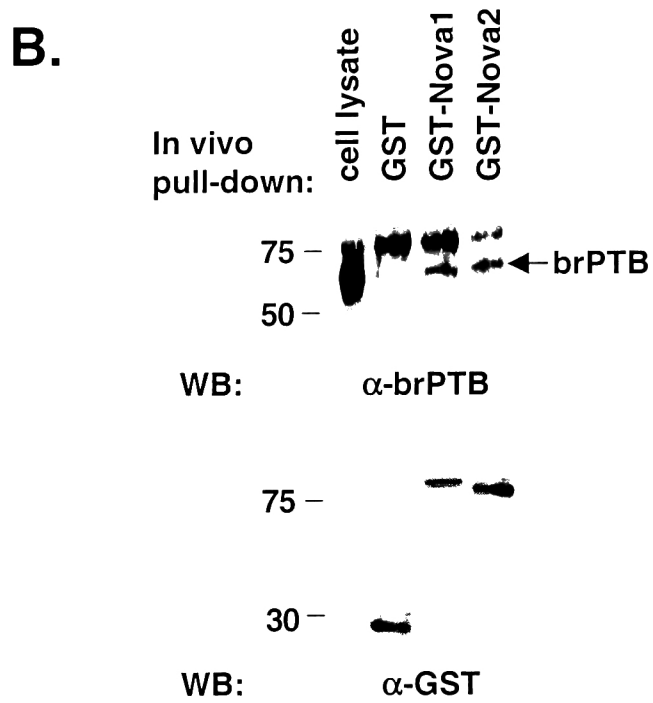 B.
cell lysate
GST
GST-Nova1
GST-Nova2
In vivo
pull-down:
75
brPTB
50
WB: α-brPTB
75
30
WB: α-GST